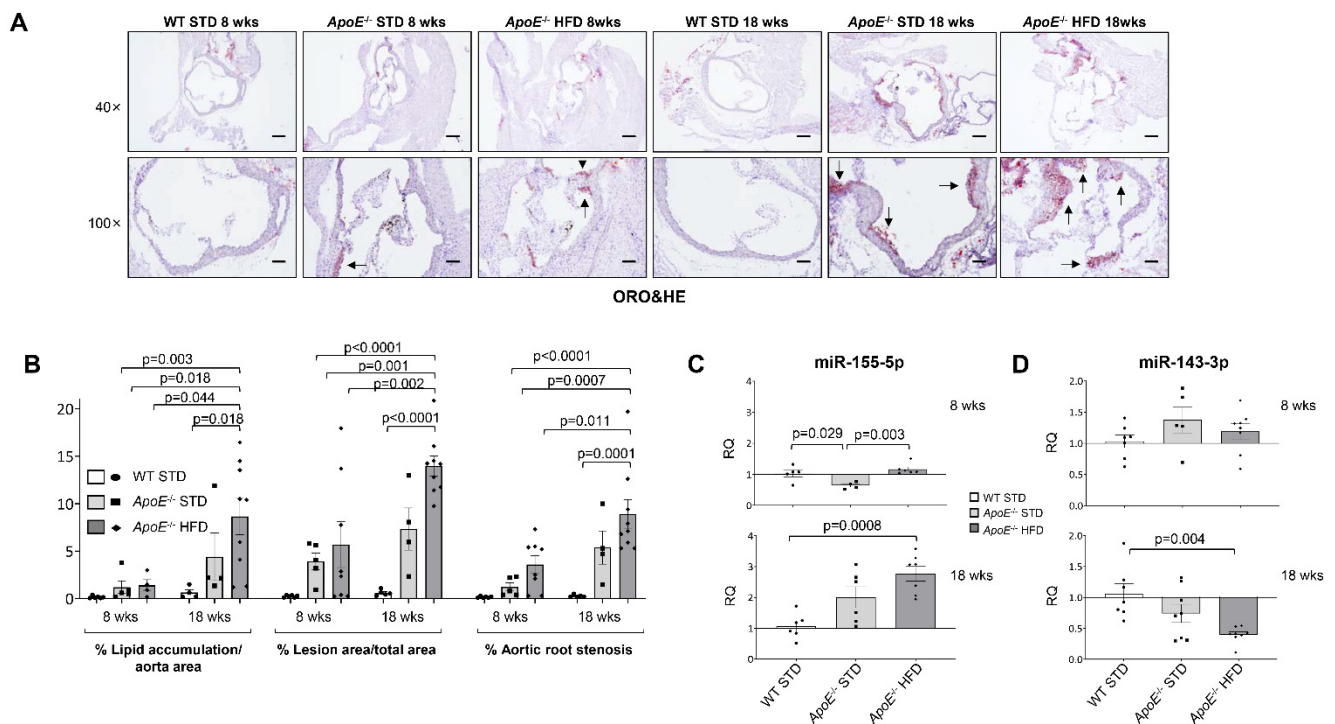 A
WT STD 8 wks
ApoE-/- STD 8 wks
ApoE-/- HFD 8wks
WT STD 18 wks
ApoE-/- STD 18 wks
ApoE-/- HFD 18wks
40×
100×
ORO&HE
B
p=0.003
p=0.018
p=0.044
p=0.018
p<0.0001
p=0.001
p=0.002
p<0.0001
<0.0001
p=0.0007
p=0.011
p=0.0001
20
15
10
5
0
WT STD
ApoE-/- STD
ApoE-/- HFD
8 wks
18 wks
8 wks
18 wks
8 wks
18 wks
% Lipid accumulation/
aorta area
% Lesion area/total area
% Aortic root stenosis
C
miR-155-5p
RQ
4
3
2
1
0
8 wks
p=0.029
p=0.003
RQ
4
3
2
1
0
18 wks
p=0.0008
WT STD
ApoE-/- STD
ApoE-/- HFD
WT STD
ApoE-/- STD
ApoE-/- HFD
D
miR-143-3p
RQ
2.0
1.5
1.0
0.5
0.0
8 wks
RQ
2.0
1.5
1.0
0.5
0.0
18 wks
p=0.004
WT STD
ApoE-/- STD
ApoE-/- HFD